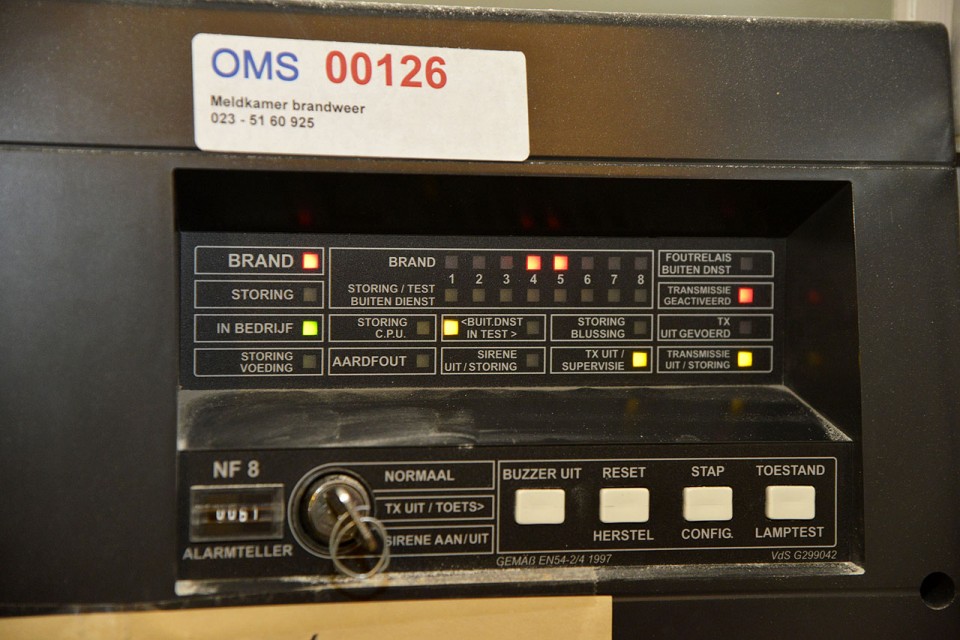 OMS 00126
Meldkamer brandweer
023 - 51 60 925
BRAND
STORING
IN BEDRIJF
STORING
VOEDING
BRAND
1 2 3 4 5 6 7 8
STORING / TEST
BUITEN DIENST
STORING
C.P.U.
<BUIT.DNST
IN TEST >
STORING
BLUSSING
AARDFOUT
SIRENE
UIT/STORING
TX UIT /
SUPERVISIE
FOUTRELAIS
BUITEN DNST
TRANSMISSIE
GEACTIVEERD
TX
UIT GEVOERD
TRANSMISSIE
UIT / STORING
NF 8
ALARMTELLER
NORMAAL
TX UIT / TOETS>
SIRENE AAN/UIT
BUZZER UIT
RESET
HERSTEL
STAP
CONFIG.
TOESTAND
LAMPTEST
GEMÄß EN54-2/4 1997
VdS G299042